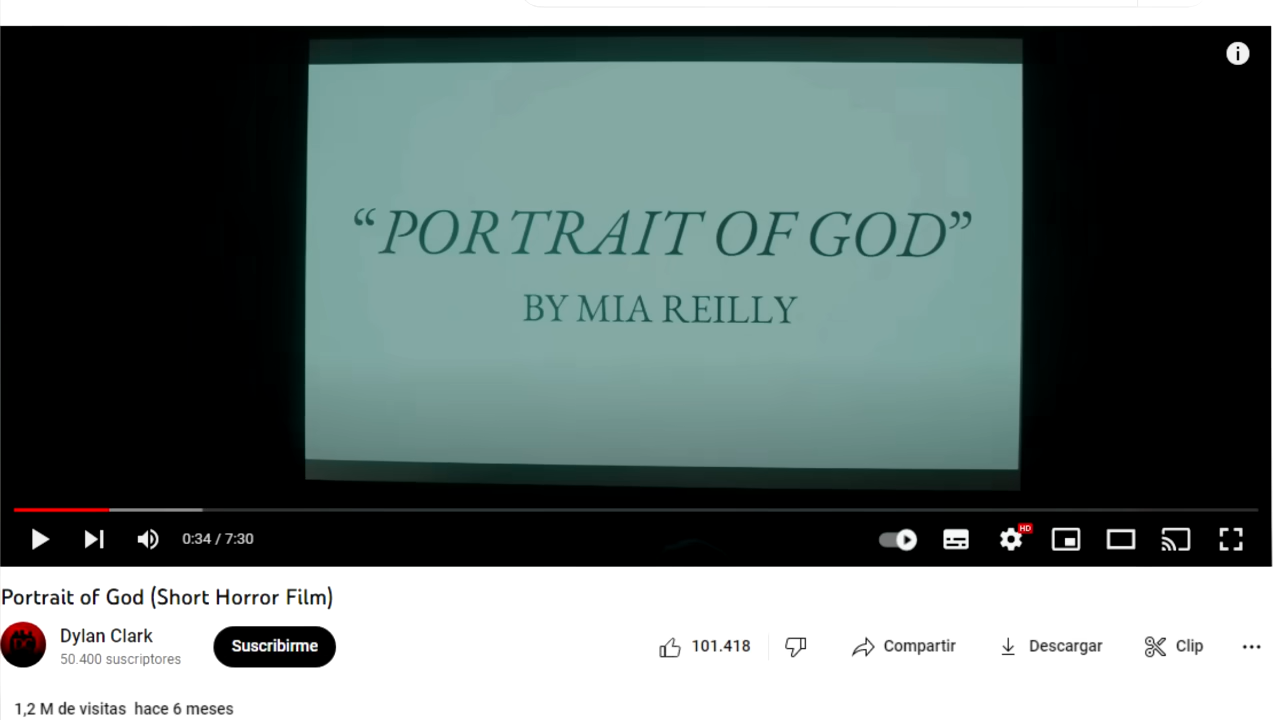 “PORTRAIT OF GOD”
BY MIA REILLY
0:34 / 7:30
HD
Portrait of God (Short Horror Film)
Dylan Clark
50.400 suscriptores
Suscribirme
101.418
Compartir
Descargar
Clip
1,2 M de visitas hace 6 meses